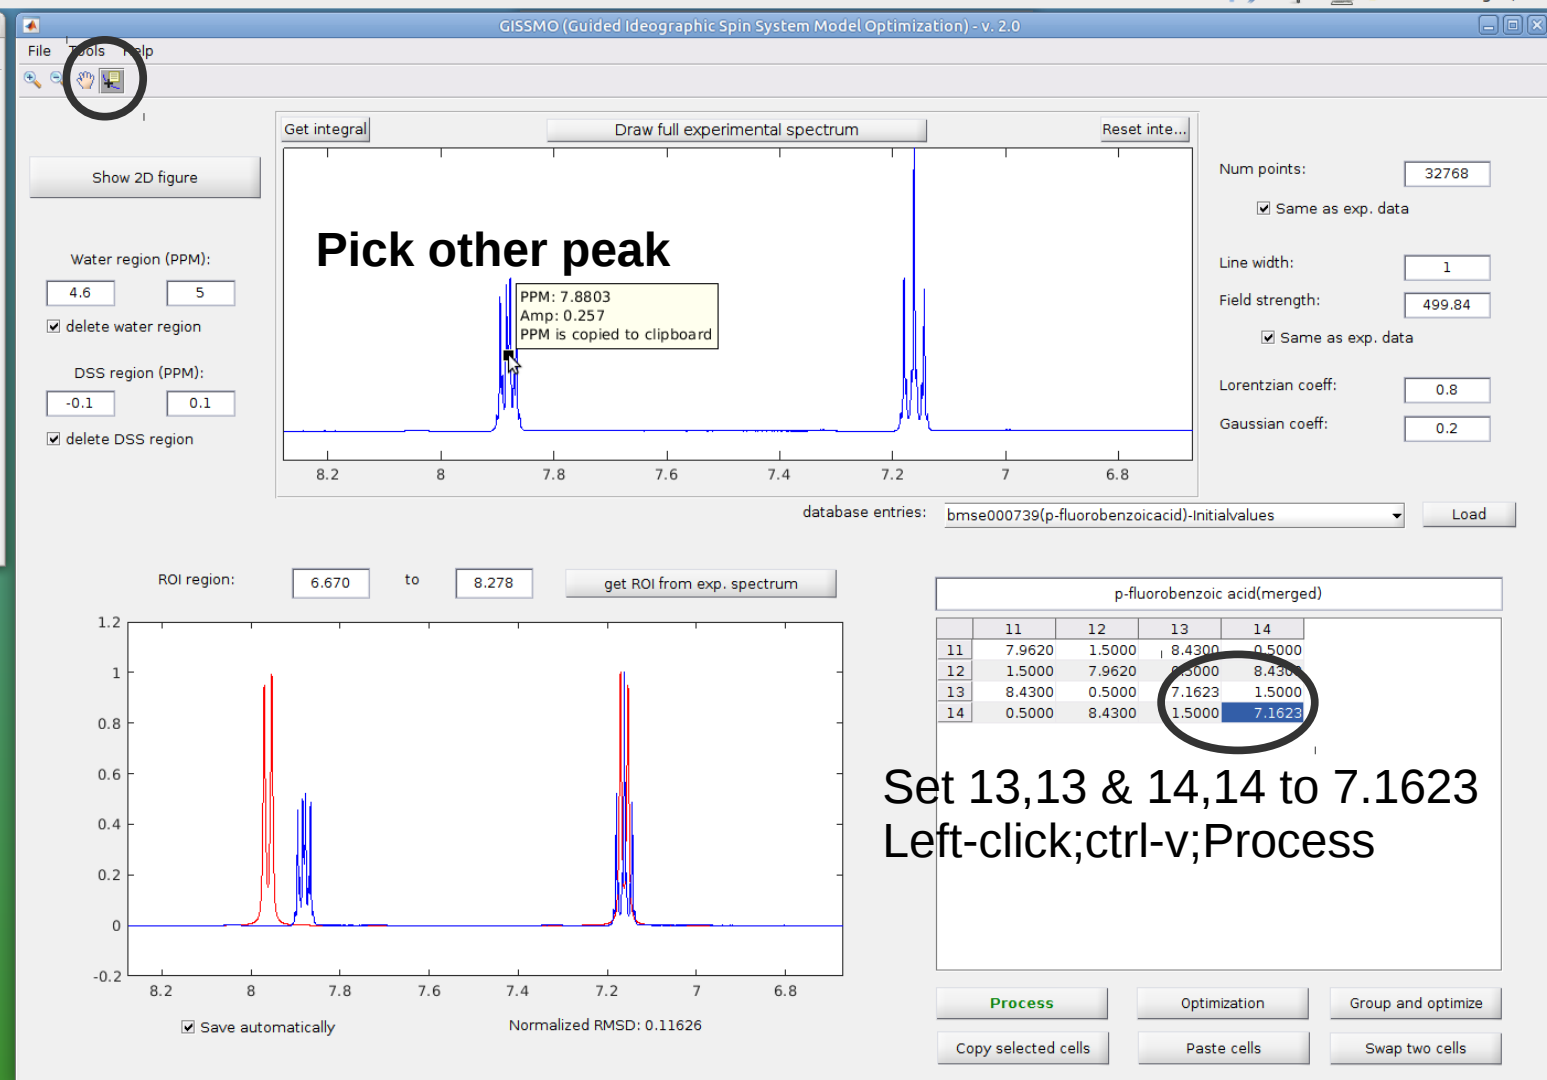 GISSMO (Guided Ideographic Spin System Model Optimization) - v. 2.0
File Tools Help
Get integral
Draw full experimental spectrum
Reset inte...
Show 2D figure
Num points:
32768
Same as exp. data
Pick other peak
Water region (PPM):
4.6 5
delete water region
PPM: 7.8803
Amp: 0.257
PPM is copied to clipboard
Line width:
1
Field strength:
499.84
Same as exp. data
DSS region (PPM):
-0.1 0.1
delete DSS region
Lorentzian coeff:
0.8
Gaussian coeff:
0.2
8.2 8 7.8 7.6 7.4 7.2 7 6.8
database entries:
bmse000739(p-fluorobenzoicacid)-Initialvalues
Load
ROI region:
6.670
to
8.278
get ROI from exp. spectrum
p-fluorobenzoic acid(merged)
11 12 13 14
11 7.9620 1.5000 8.4300 0.5000
12 1.5000 7.9620 0.5000 8.4300
13 8.4300 0.5000 7.1623 1.5000
14 0.5000 8.4300 1.5000 7.1623
Set 13,13 & 14,14 to 7.1623
Left-click;ctrl-v;Process
1.2
1
0.8
0.6
0.4
0.2
0
-0.2
8.2 8 7.8 7.6 7.4 7.2 7 6.8
Save automatically
Normalized RMSD: 0.11626
Process
Optimization
Group and optimize
Copy selected cells
Paste cells
Swap two cells